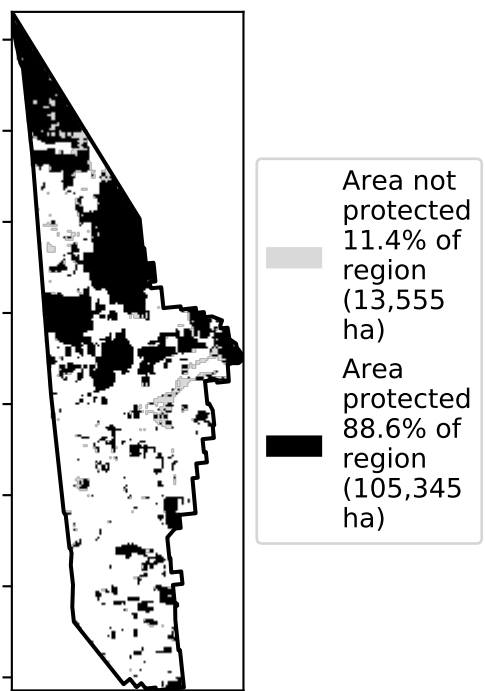 Area not
protected
11.4% of
region
(13,555
ha)
Area
protected
88.6% of
region
(105,345
ha)